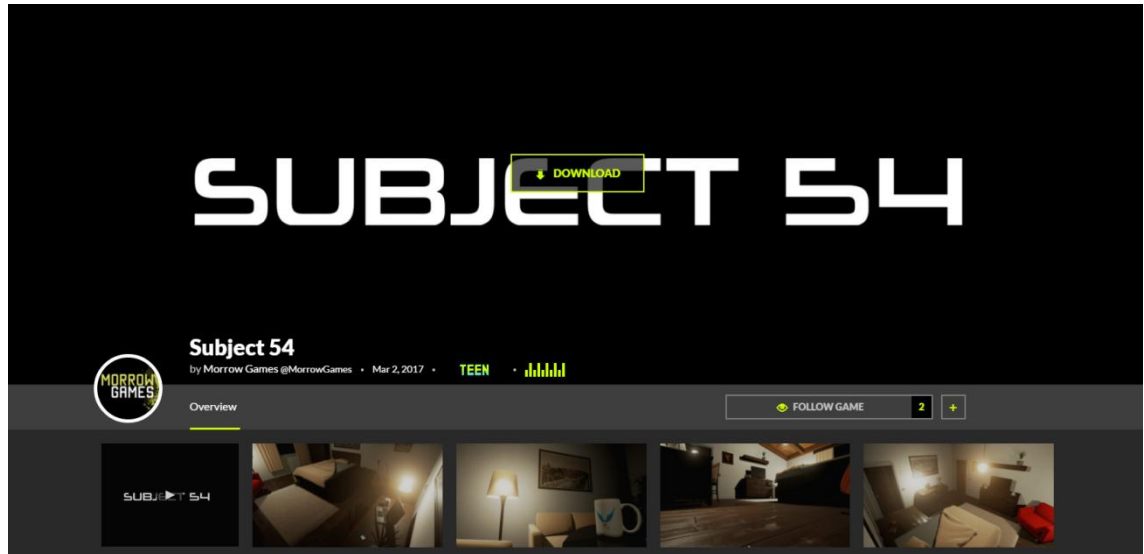 SUBJECT 54
DOWNLOAD
Subject 54
by Morrow Games @MorrowGames • Mar 2, 2017 • TEEN •
MORROW
GAMES
Overview
FOLLOW GAME 2 +
SUBJECT 54